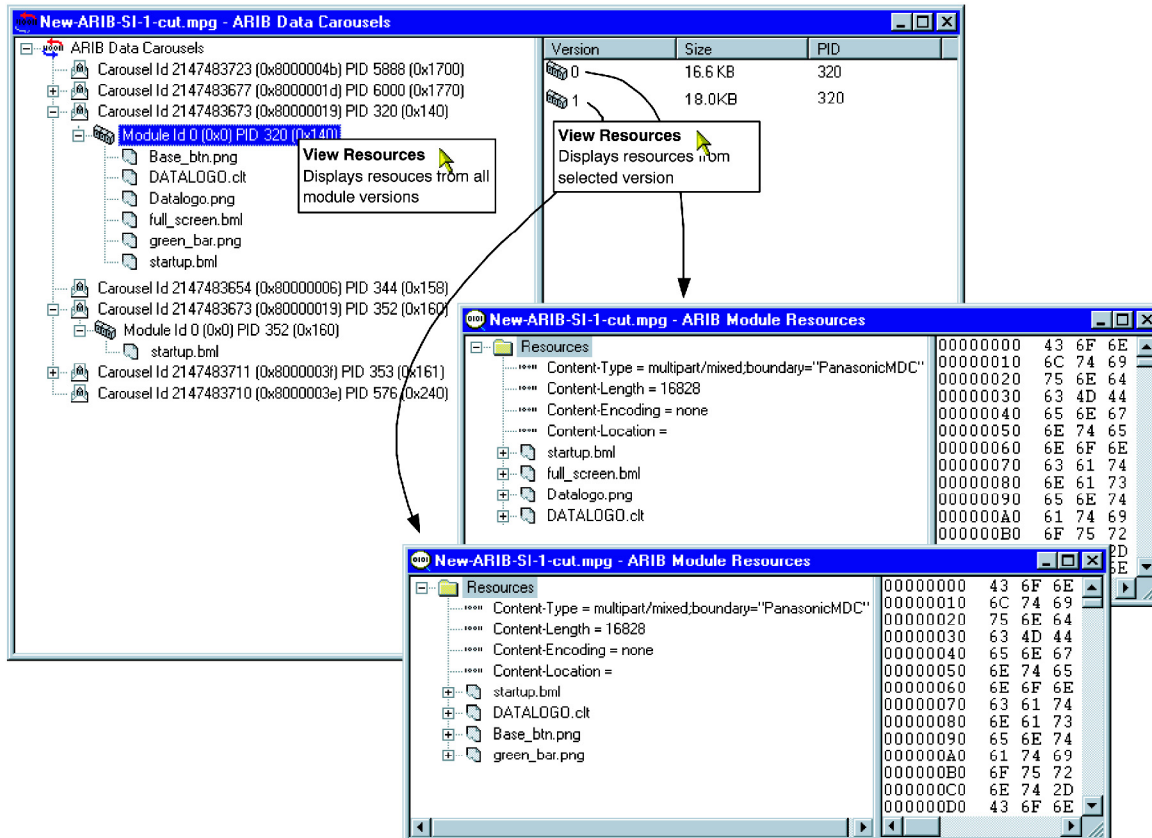 New-ARIB-SI-1-cut.mpg - ARIB Data Carousels
ARIB Data Carousels
Carousel Id 2147483723 (0x8000004b) PID 5888 (0x1700)
Carousel Id 2147483677 (0x8000001d) PID 6000 (0x1770)
Carousel Id 2147483673 (0x80000019) PID 320 (0x140)
Module Id 0 (0x0) PID 320 (0x140)
Base_btn.png
DATALOGO.clt
Datalogo.png
full_screen.bml
green_bar.png
startup.bml
Carousel Id 2147483654 (0x80000006) PID 344 (0x158)
Carousel Id 2147483673 (0x80000019) PID 352 (0x160)
Module Id 0 (0x0) PID 352 (0x160)
startup.bml
Carousel Id 2147483711 (0x8000003f) PID 353 (0x161)
Carousel Id 2147483710 (0x8000003e) PID 576 (0x240)
View Resources
Displays resouces from all
module versions
Version Size PID
0 16.6 KB 320
1 18.0KB 320
View Resources
Displays resources from
selected version
New-ARIB-SI-1-cut.mpg - ARIB Module Resources
Resources
Content-Type = multipart/mixed;boundary="PanasonicMDC"
Content-Length = 16828
Content-Encoding = none
Content-Location =
startup.bml
full_screen.bml
Datalogo.png
DATALOGO.clt
00000000 43 6F 6E
00000010 6C 74 69
00000020 75 6E 64
00000030 63 4D 44
00000040 65 6E 67
00000050 6E 74 65
00000060 6E 6F 6E
00000070 63 61 74
00000080 6E 61 73
00000090 65 6E 74
000000A0 61 74 69
000000B0 6F 75 72
2D
6E
New-ARIB-SI-1-cut.mpg - ARIB Module Resources
Resources
Content-Type = multipart/mixed;boundary="PanasonicMDC"
Content-Length = 16828
Content-Encoding = none
Content-Location =
startup.bml
DATALOGO.clt
Base_btn.png
green_bar.png
00000000 43 6F 6E
00000010 6C 74 69
00000020 75 6E 64
00000030 63 4D 44
00000040 65 6E 67
00000050 6E 74 65
00000060 6E 6F 6E
00000070 63 61 74
00000080 6E 61 73
00000090 65 6E 74
000000A0 61 74 69
000000B0 6F 75 72
000000C0 6E 74 2D
000000D0 43 6F 6E